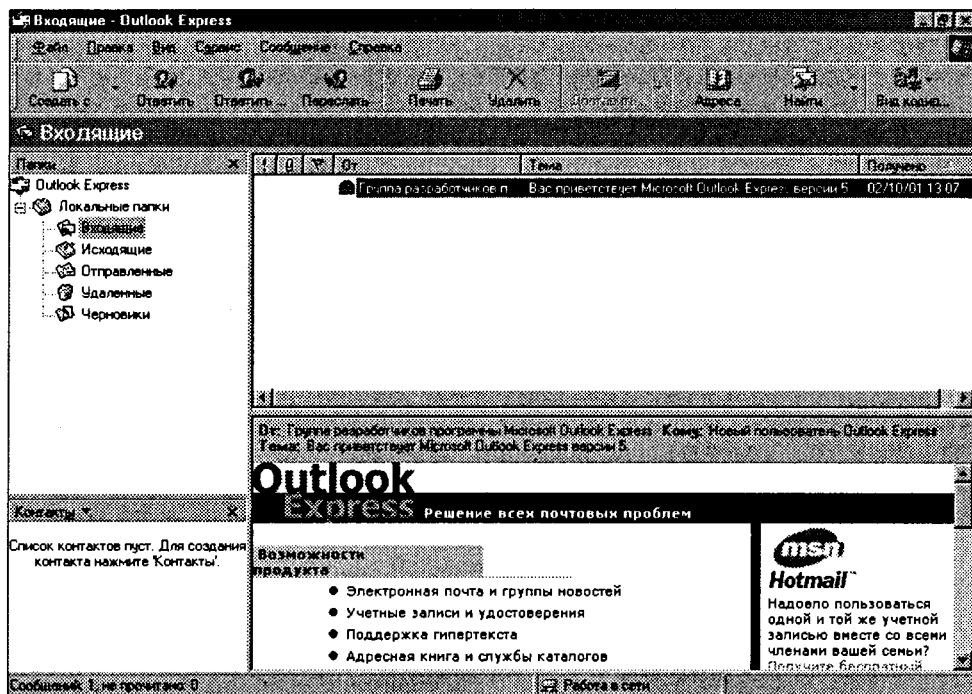 Входящие - Outlook Express
Файл Правка Вид Сервис Сообщение Справка
Создать с... Ответить Ответить ... Переслать Печать Удалить Адреса Найти Вид кодир...
Входящие
Папки
! От Тема Получено
Outlook Express
Локальные папки
Входящие
Исходящие
Отправленные
Удаленные
Черновики
Группа разработчиков п Вас приветствует Microsoft Outlook Express версии 5 02/10/01 13:07
От: Группа разработчиков программы Microsoft Outlook Express Кому: Новый пользователь Outlook Express
Тема: Вас приветствует Microsoft Outlook Express версии 5
Контакты
Список контактов пуст. Для создания
контакта нажмите 'Контакты'.
Outlook
Express Решение всех почтовых проблем
Возможности
продукта
Электронная почта и группы новостей
Учетные записи и удостоверения
Поддержка гипертекста
Адресная книга и службы каталогов
msn
Hotmail™
Надоело пользоваться
одной и той же учетной
записью вместе со всеми
членами вашей семьи?
Получите бесплатный
Сообщений: 1, не прочитано: 0 Работа в сети